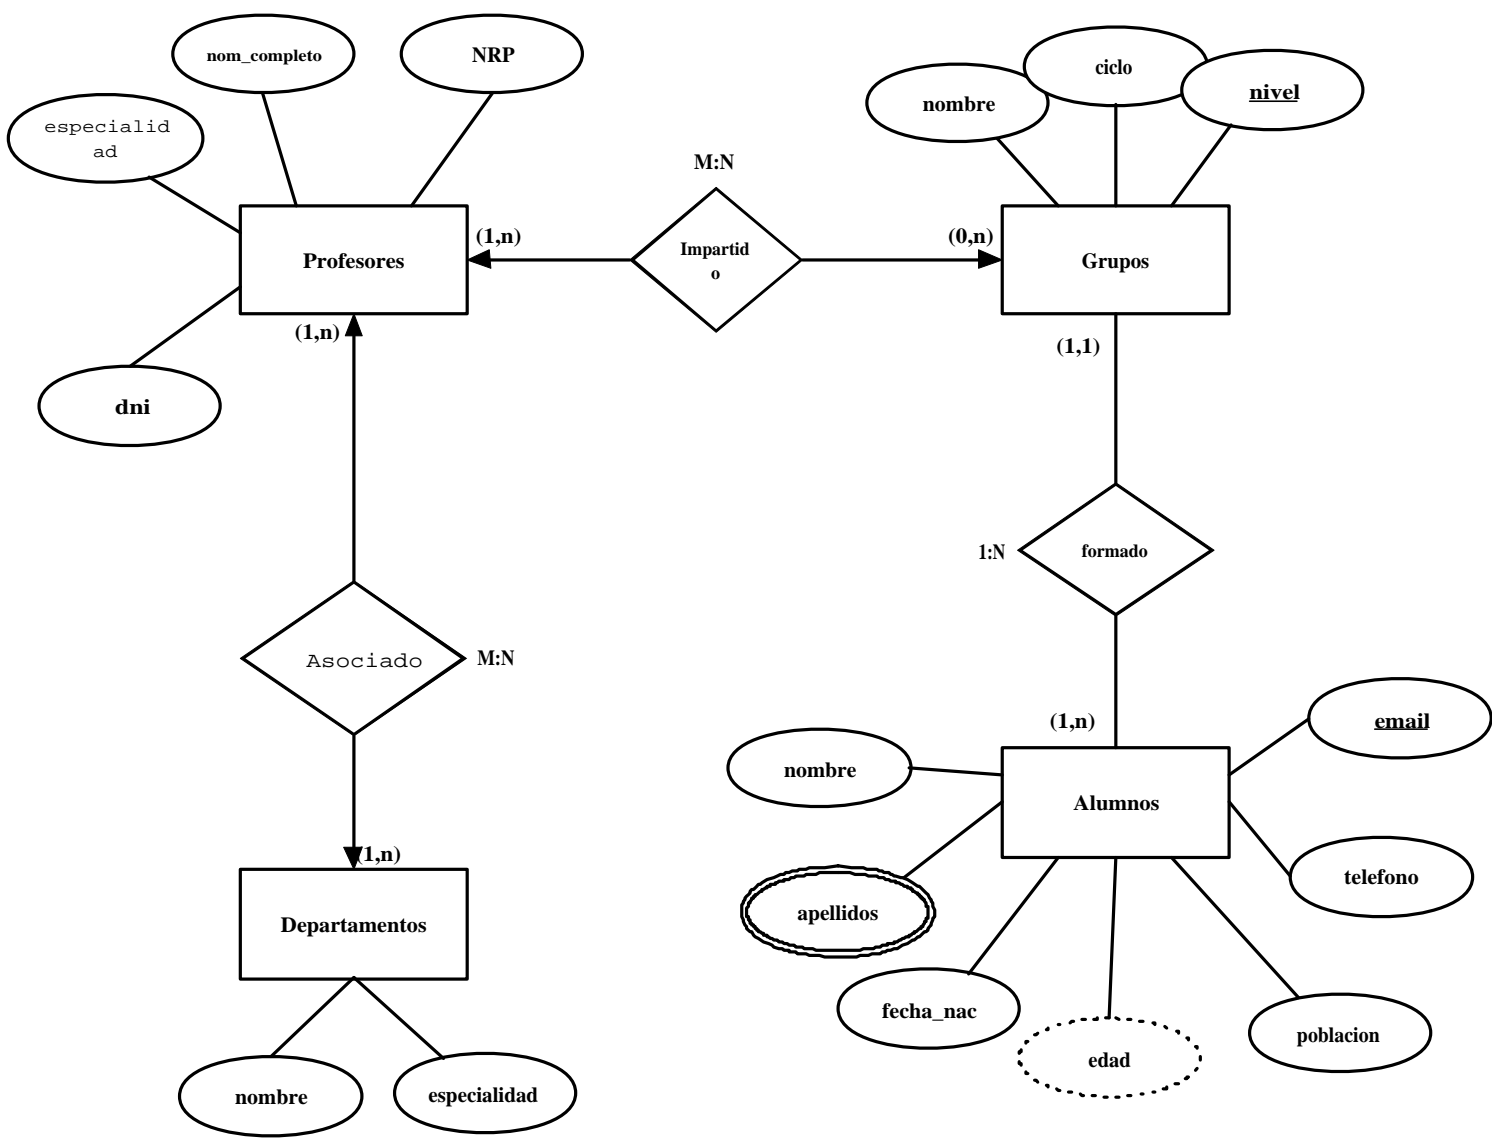 nom_completo
NRP
ciclo
nivel
nombre
especialid
ad
M:N
(1,n)
(0,n)
Impartid
o
Profesores
Grupos
(1,n)
(1,1)
dni
1:N
formado
Asociado
M:N
(1,n)
email
nombre
Alumnos
(1,n)
telefono
apellidos
Departamentos
fecha_nac
poblacion
edad
nombre
especialidad